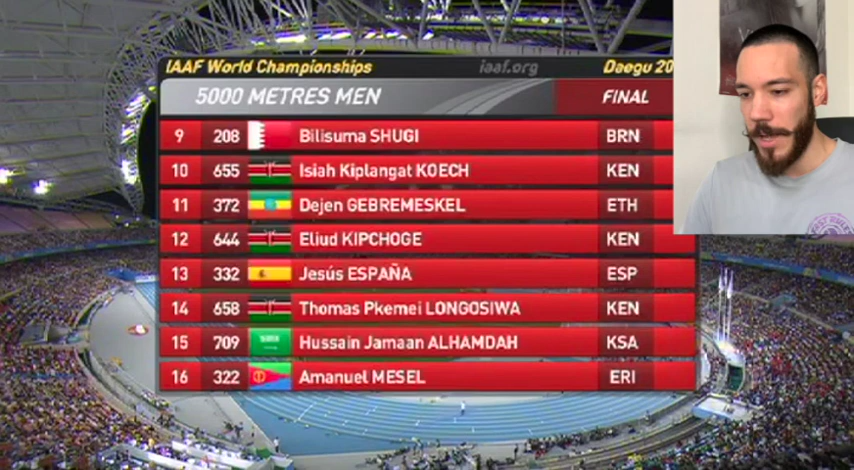 IAAF World Championships iaaf.org Daegu 20
5000 METRES MEN FINAL
9 208 Bilisuma SHUGI BRN
10 655 Isiah Kiplangat KOECH KEN
11 372 Dejen GEBREMESKEL ETH
12 644 Eliud KIPCHOGE KEN
13 332 Jesús ESPAÑA ESP
14 658 Thomas Pkemei LONGOSIWA KEN
15 709 Hussain Jamaan ALHAMDAH KSA
16 322 Amanuel MESEL ERI